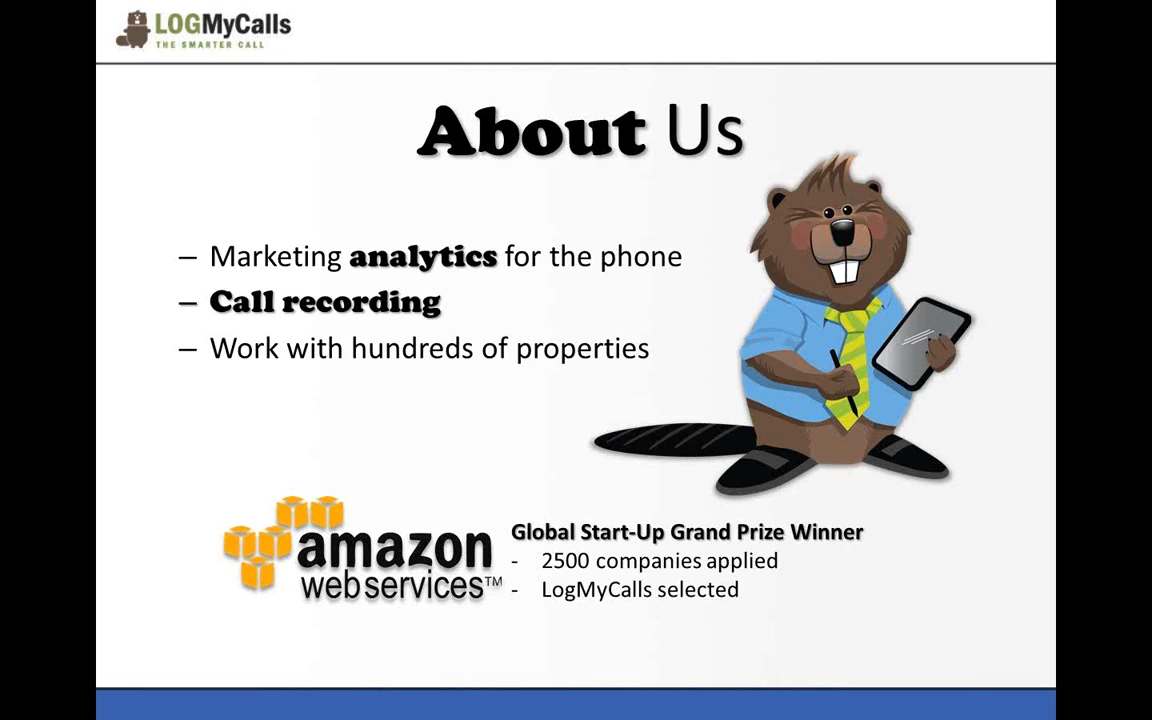 LOGMyCalls
THE SMARTER CALL
About Us
– Marketing analytics for the phone
– Call recording
– Work with hundreds of properties
amazon
webservices™
Global Start-Up Grand Prize Winner
- 2500 companies applied
- LogMyCalls selected